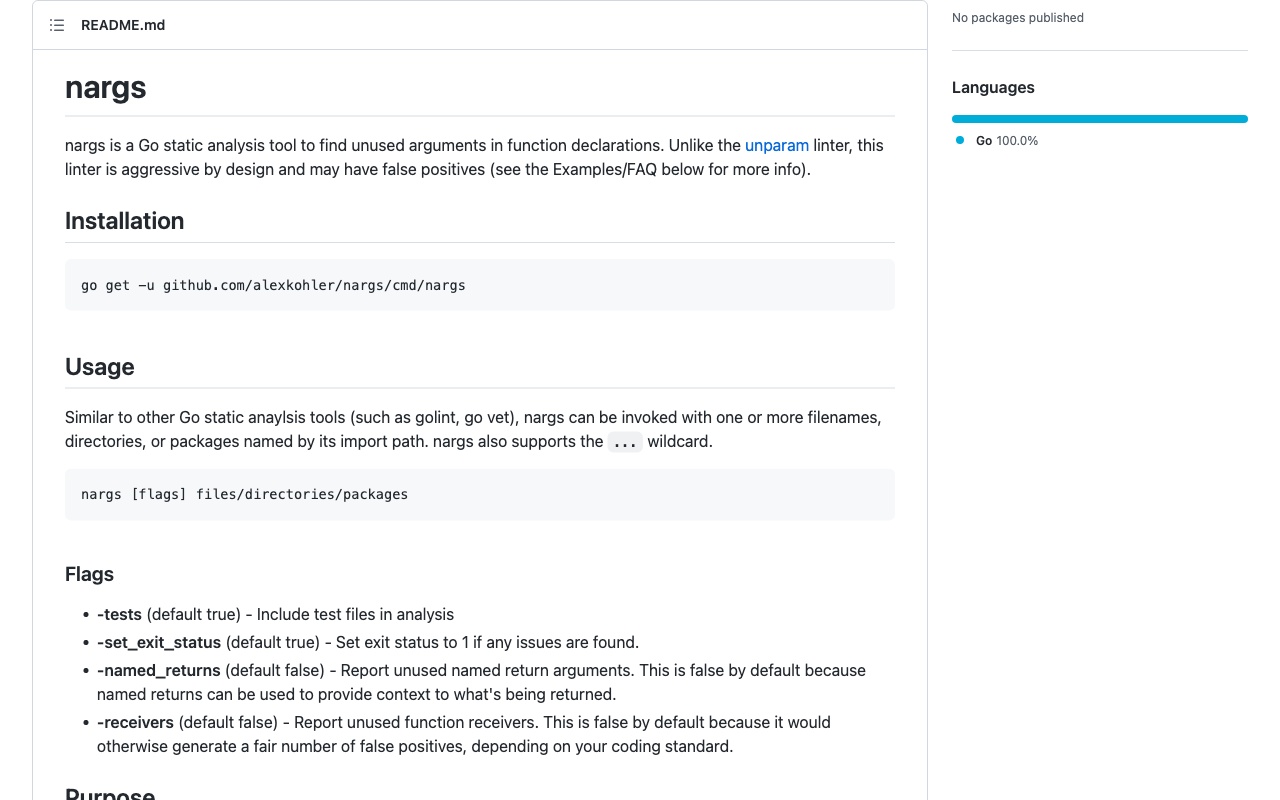 README.md
nargs
nargs is a Go static analysis tool to find unused arguments in function declarations. Unlike the unparam linter, this
linter is aggressive by design and may have false positives (see the Examples/FAQ below for more info).
Installation
go get -u github.com/alexkohler/nargs/cmd/nargs
Usage
Similar to other Go static anaylsis tools (such as golint, go vet), nargs can be invoked with one or more filenames,
directories, or packages named by its import path. nargs also supports the ... wildcard.
nargs [flags] files/directories/packages
Flags
• -tests (default true) - Include test files in analysis
• -set_exit_status (default true) - Set exit status to 1 if any issues are found.
• -named_returns (default false) - Report unused named return arguments. This is false by default because
named returns can be used to provide context to what's being returned.
• -receivers (default false) - Report unused function receivers. This is false by default because it would
otherwise generate a fair number of false positives, depending on your coding standard.
Purpose
No packages published
Languages
Go 100.0%